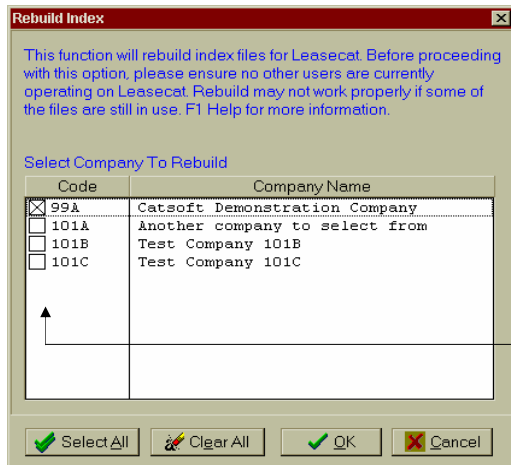 Rebuild Index
This function will rebuild index files for Leasecat. Before proceeding
with this option, please ensure no other users are currently
operating on Leasecat. Rebuild may not work properly if some of
the files are still in use. F1 Help for more information.
Select Company To Rebuild
Code Company Name
99A Catsoft Demonstration Company
101A Another company to select from
101B Test Company 101B
101C Test Company 101C
Select All Clear All OK Cancel